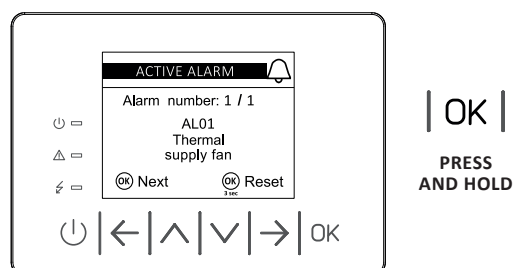 ACTIVE ALARM
Alarm number: 1 / 1
AL01
Thermal
supply fan
OK Next OK Reset
3 sec
OK
OK
PRESS
AND HOLD